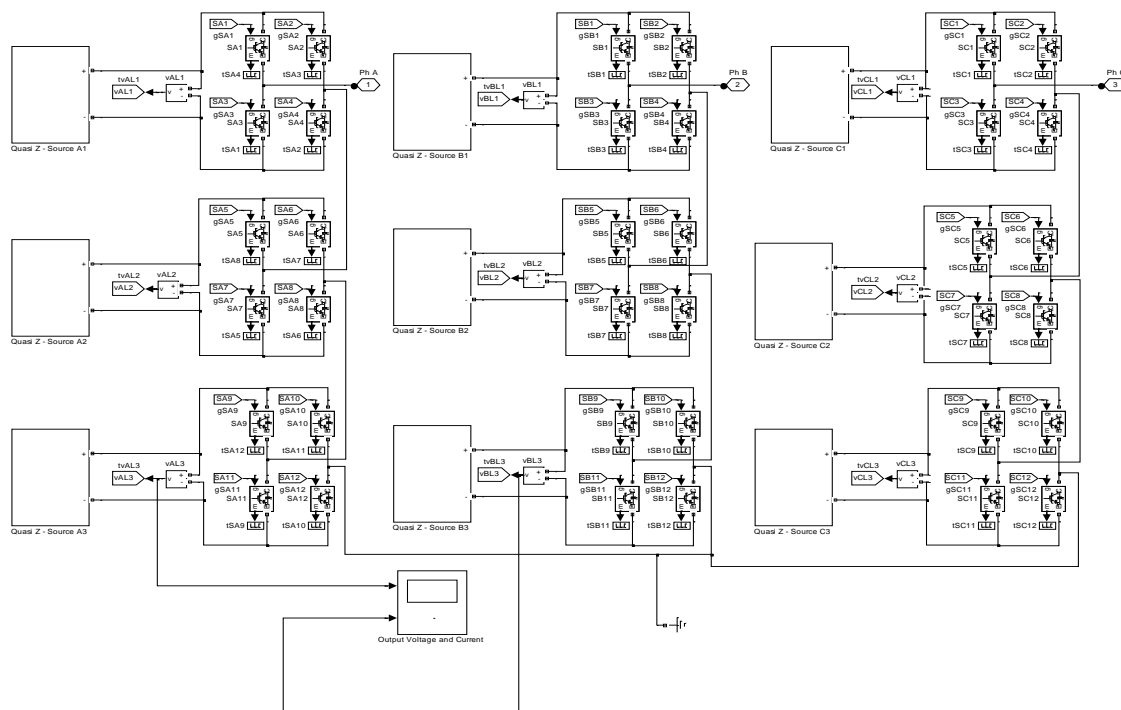 SA1 SA2
gSA1 gSA2
SA1 SA2
tSA4 tSA3
tvAL1 vAL1
vAL1 v + -
Ph A
1
SA3 SA4
gSA3 gSA4
SA3 SA4
tSA1 tSA2
+
-
Quasi Z - Source A1
SB1 SB2
gSB1 gSB2
SB1 SB2
tSB1 tSB2
tvBL1 vBL1
vBL1 v + -
Ph B
2
SB3 SB4
gSB3 gSB4
SB3 SB4
tSB3 tSB4
+
-
Quasi Z - Source B1
SC1 SC2
gSC1 gSC2
SC1 SC2
tSC1 tSC2
tvCL1 vCL1
vCL1 v + -
Ph
3
SC3 SC4
gSC3 gSC4
SC3 SC4
tSC3 tSC4
+
-
Quasi Z - Source C1
SA5 SA6
gSA5 gSA6
SA5 SA6
tSA8 tSA7
tvAL2 vAL2
vAL2 v + -
SA7 SA8
gSA7 gSA8
SA7 SA8
tSA5 tSA6
+
-
Quasi Z - Source A2
SB5 SB6
gSB5 gSB6
SB5 SB6
tSB5 tSB6
tvBL2 vBL2
vBL2 v + -
SB7 SB8
gSB7 gSB8
SB7 SB8
tSB7 tSB8
+
-
Quasi Z - Source B2
SC5 SC6
gSC5 gSC6
SC5 SC6
tSC5 tSC6
tvCL2 vCL2
vCL2 v + -
SC7 SC8
gSC7 gSC8
SC7 SC8
tSC7 tSC8
+
-
Quasi Z - Source C2
SA9 SA10
gSA9 gSA10
SA9 SA10
tSA12 tSA11
tvAL3 vAL3
vAL3 v + -
SA11 SA12
gSA11 gSA12
SA11 SA12
tSA9 tSA10
+
-
Quasi Z - Source A3
SB9 SB10
gSB9 gSB10
SB9 SB10
tSB9 tSB10
tvBL3 vBL3
vBL3 v + -
SB11 SB12
gSB11 gSB12
SB11 SB12
tSB11 tSB12
+
-
Quasi Z - Source B3
SC9 SC10
gSC9 gSC10
SC9 SC10
tSC9 tSC10
tvCL3 vCL3
vCL3 v + -
SC11 SC12
gSC11 gSC12
SC11 SC12
tSC11 tSC12
+
-
Quasi Z - Source C3
Output Voltage and Current